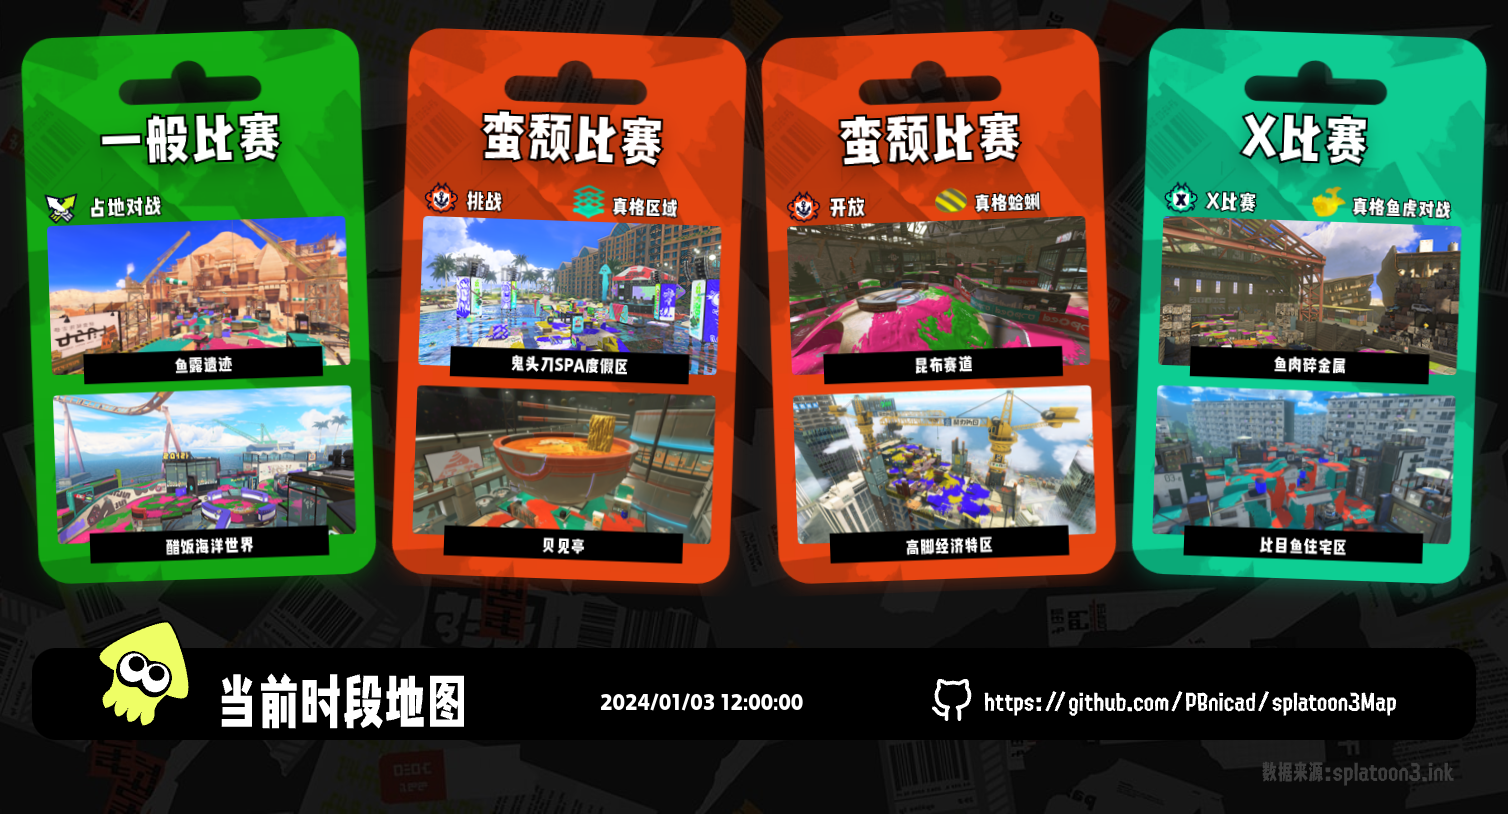 一般比赛
占地对战
鱼露遗迹
醋饭海洋世界
蛮颓比赛
挑战
真格区域
鬼头刀SPA度假区
贝见亭
蛮颓比赛
开放
真格蛤蜊
昆布赛道
高脚经济特区
X比赛
X比赛
真格鱼虎对战
鱼肉碎金属
比目鱼住宅区
当前时段地图
2024/01/03 12:00:00
https://github.com/PBnicad/splatoon3Map
数据来源:splatoon3.ink